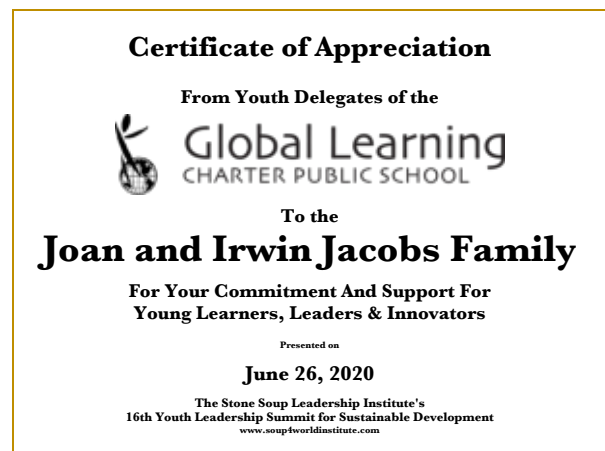 Certificate of Appreciation
From Youth Delegates of the
Global Learning
CHARTER PUBLIC SCHOOL
To the
Joan and Irwin Jacobs Family
For Your Commitment And Support For
Young Learners, Leaders & Innovators
Presented on
June 26, 2020
The Stone Soup Leadership Institute's
16th Youth Leadership Summit for Sustainable Development
www.soup4worldinstitute.com